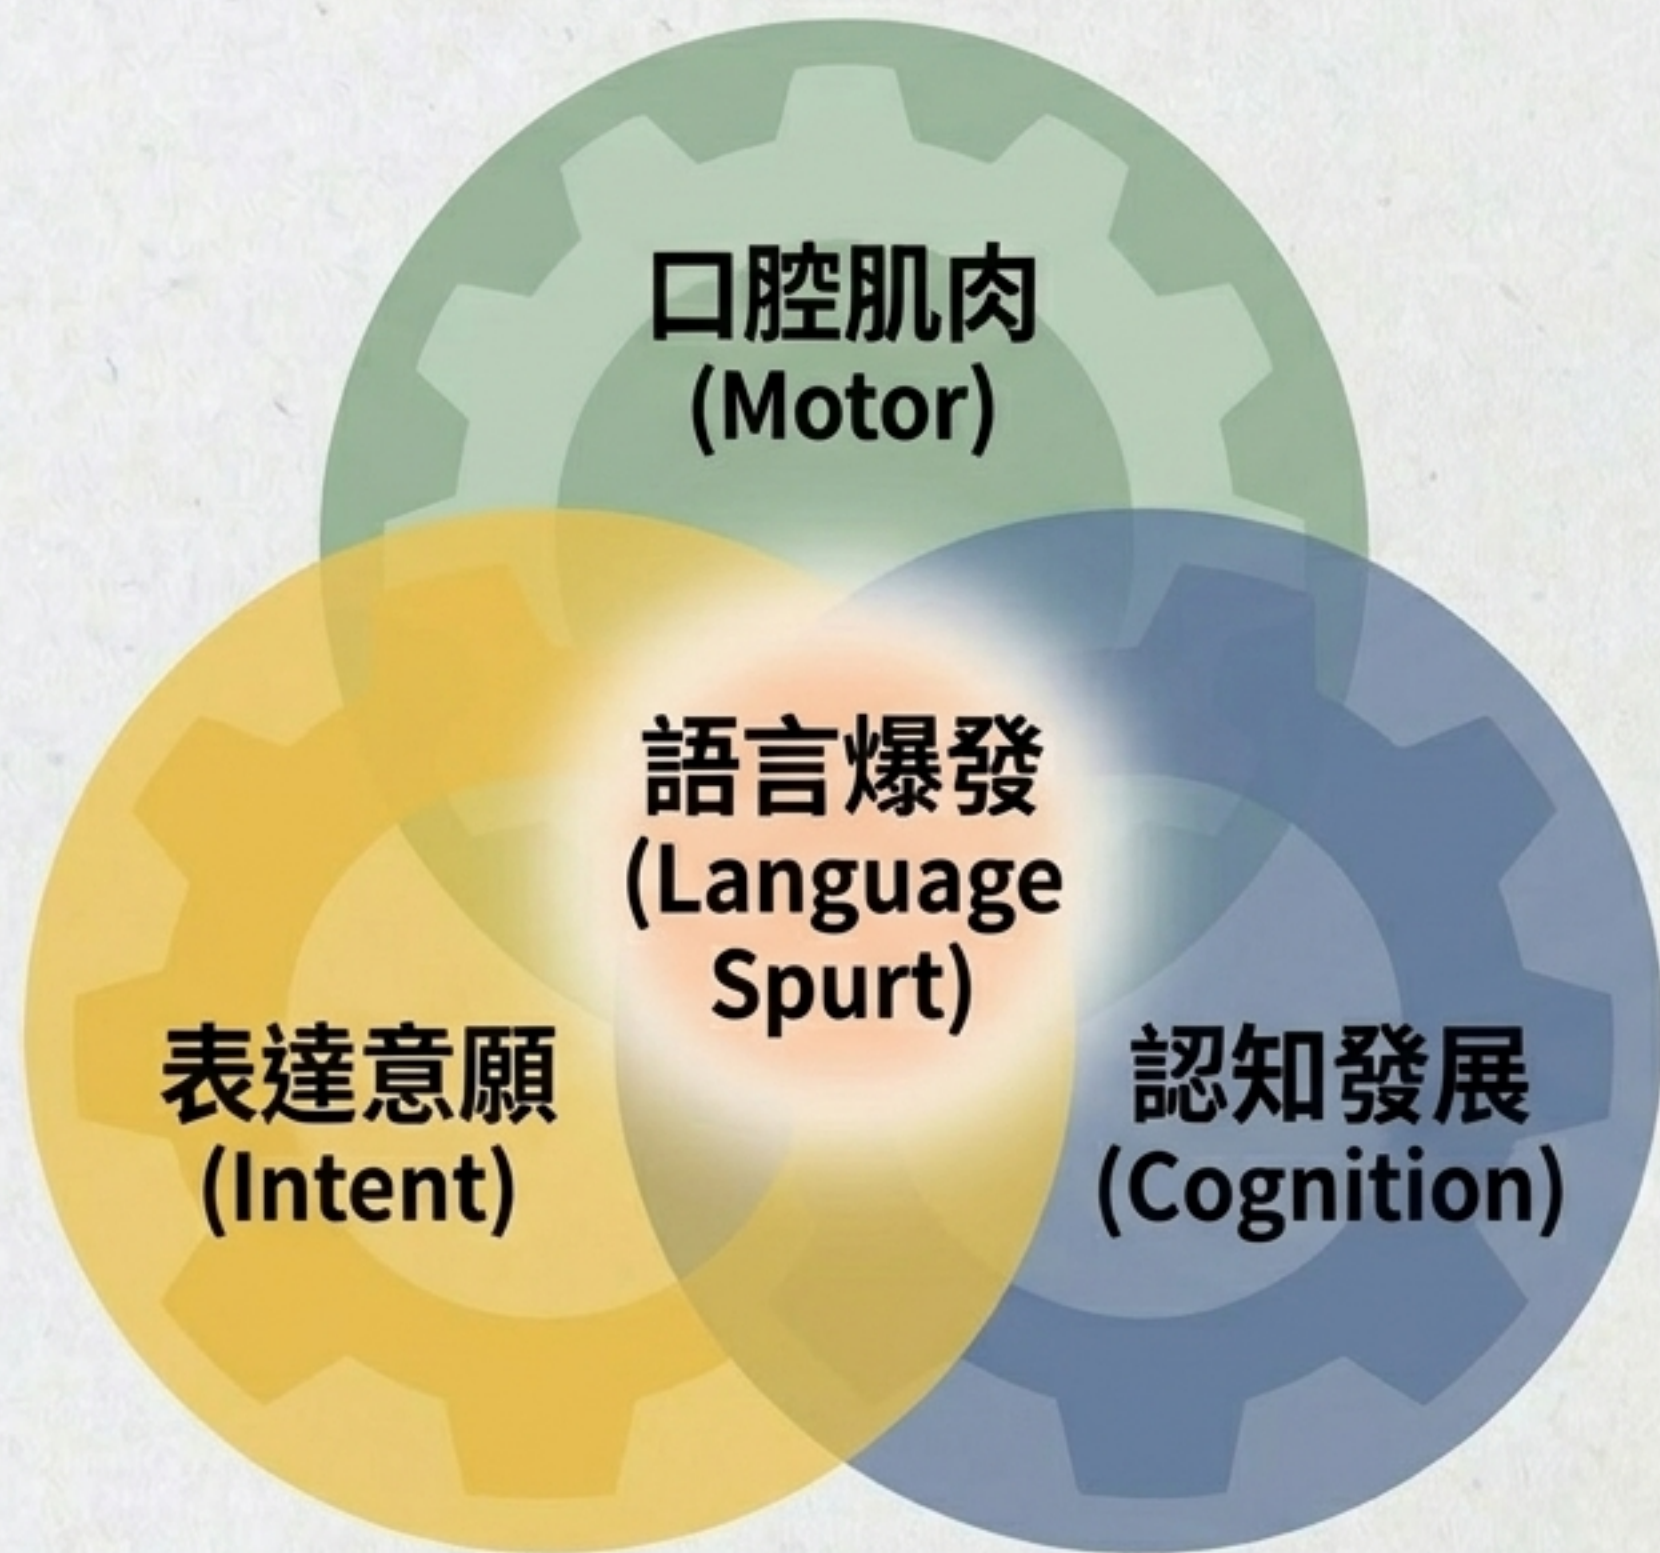 口腔肌肉
(Motor)
語言爆發
(Language
Spurt)
表達意願
(Intent)
認知發展
(Cognition)